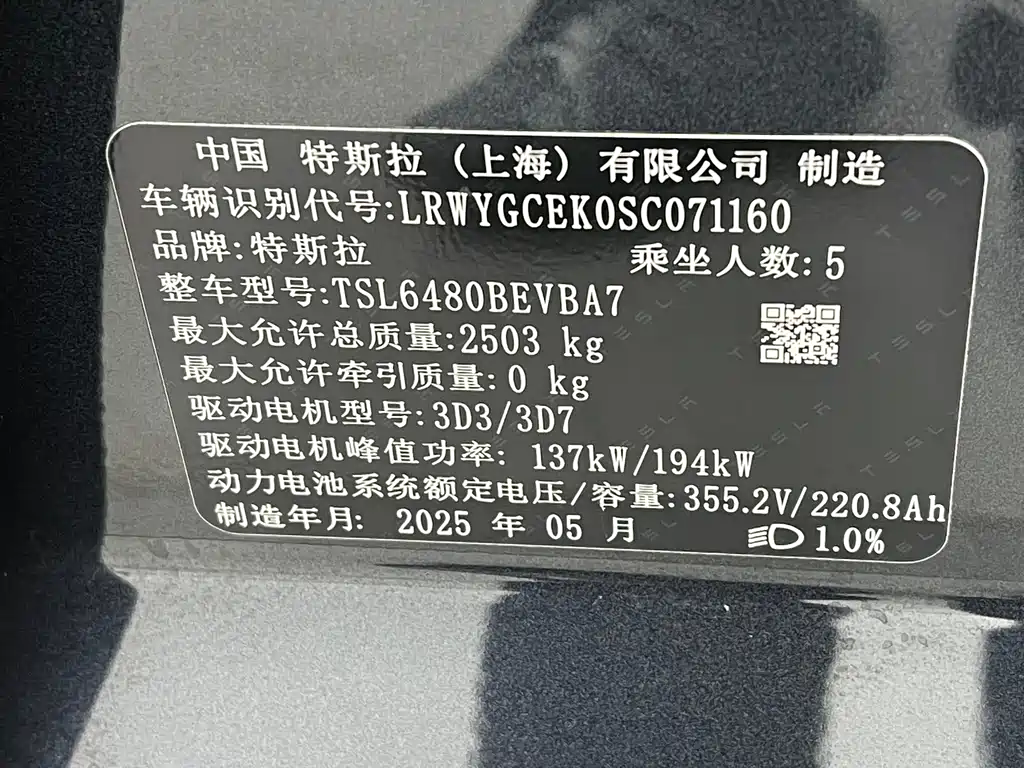 中国 特斯拉（上海）有限公司 制造
车辆识别代号:LRWYGCEK0SC071160
品牌:特斯拉 乘坐人数:5
整车型号:TSL6480BEVBA7
最大允许总质量:2503 kg
最大允许牵引质量:0 kg
驱动电机型号:3D3/3D7
驱动电机峰值功率: 137kW/194kW
动力电池系统额定电压/容量:355.2V/220.8Ah
制造年月: 2025 年 05 月 1.0%
TESLA